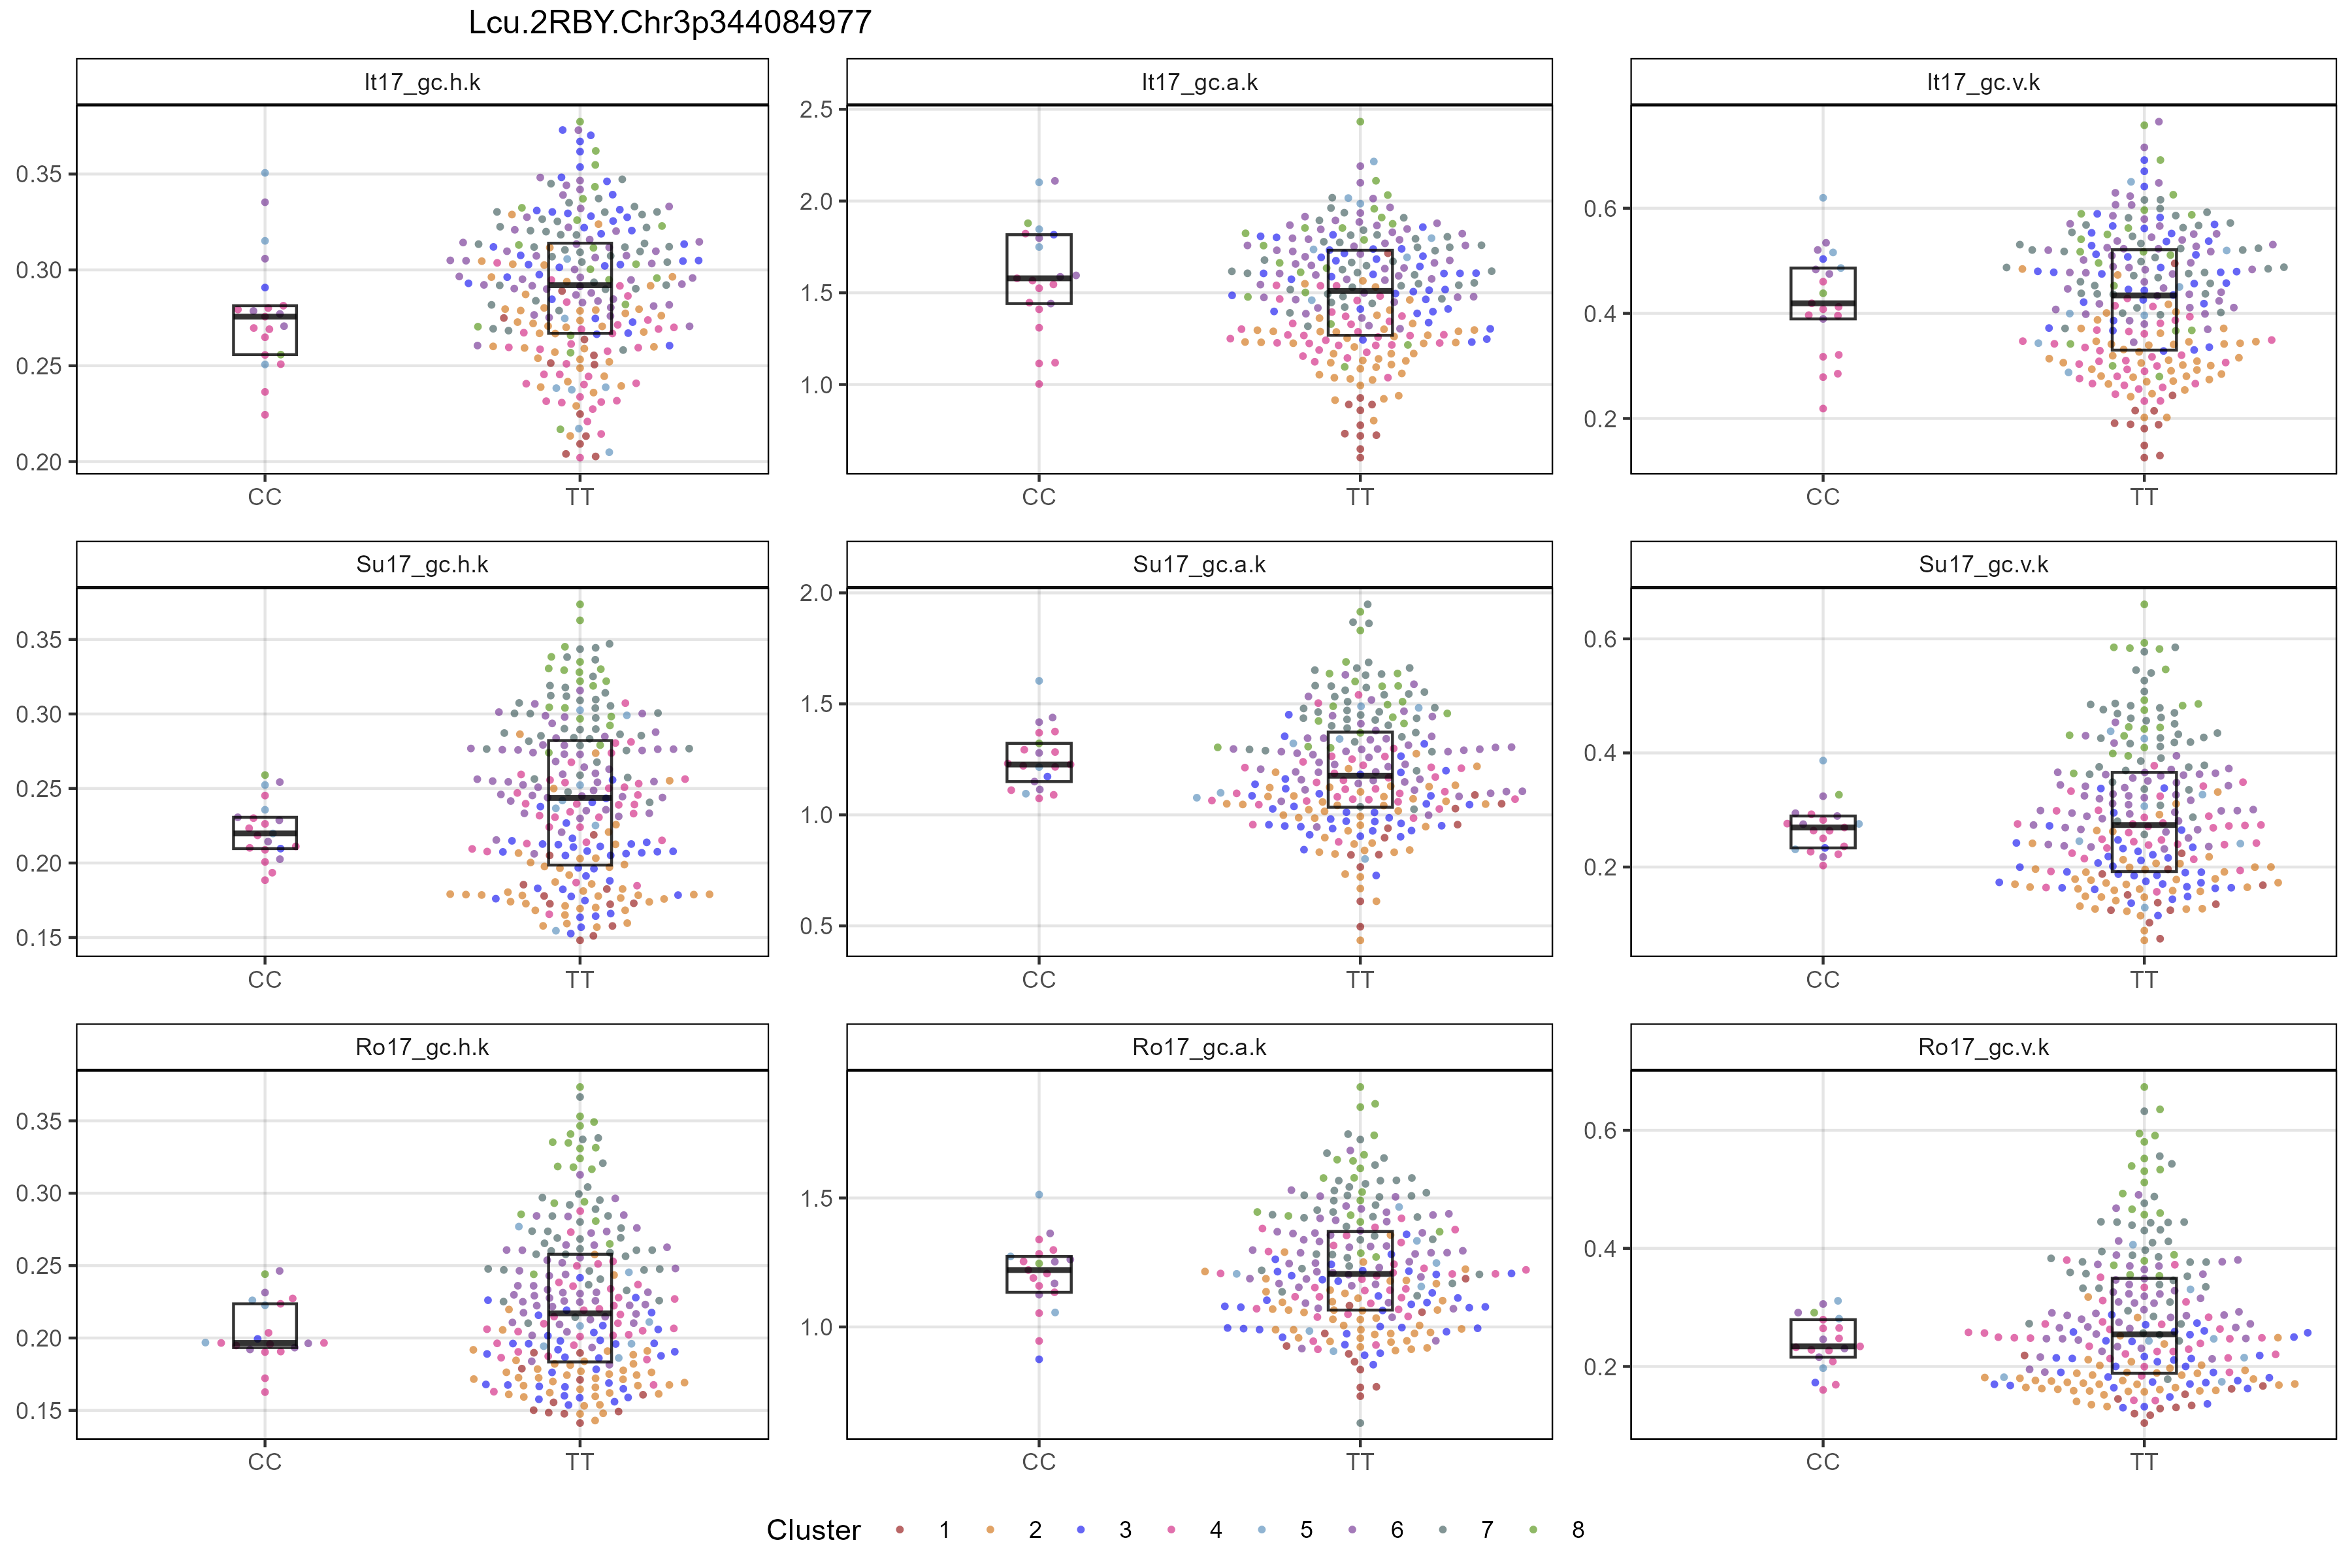 Lcu.2RBY.Chr3p344084977
It17_gc.h.k
It17_gc.a.k
It17_gc.v.k
0.35
0.30
0.25
0.20
2.5
2.0
1.5
1.0
0.6
0.4
0.2
CC TT
CC TT
CC TT
Su17_gc.h.k
Su17_gc.a.k
Su17_gc.v.k
0.35
0.30
0.25
0.20
0.15
2.0
1.5
1.0
0.5
0.6
0.4
0.2
CC TT
CC TT
CC TT
Ro17_gc.h.k
Ro17_gc.a.k
Ro17_gc.v.k
0.35
0.30
0.25
0.20
0.15
1.5
1.0
0.6
0.4
0.2
CC TT
CC TT
CC TT
Cluster 1 2 3 4 5 6 7 8